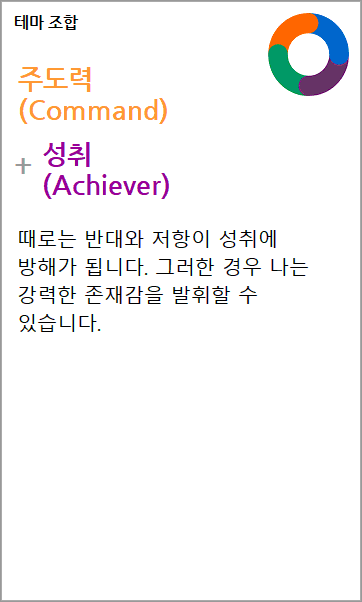 테마 조합
주도력
(Command)
+ 성취
(Achiever)
때로는 반대와 저항이 성취에
방해가 됩니다. 그러한 경우 나는
강력한 존재감을 발휘할 수
있습니다.